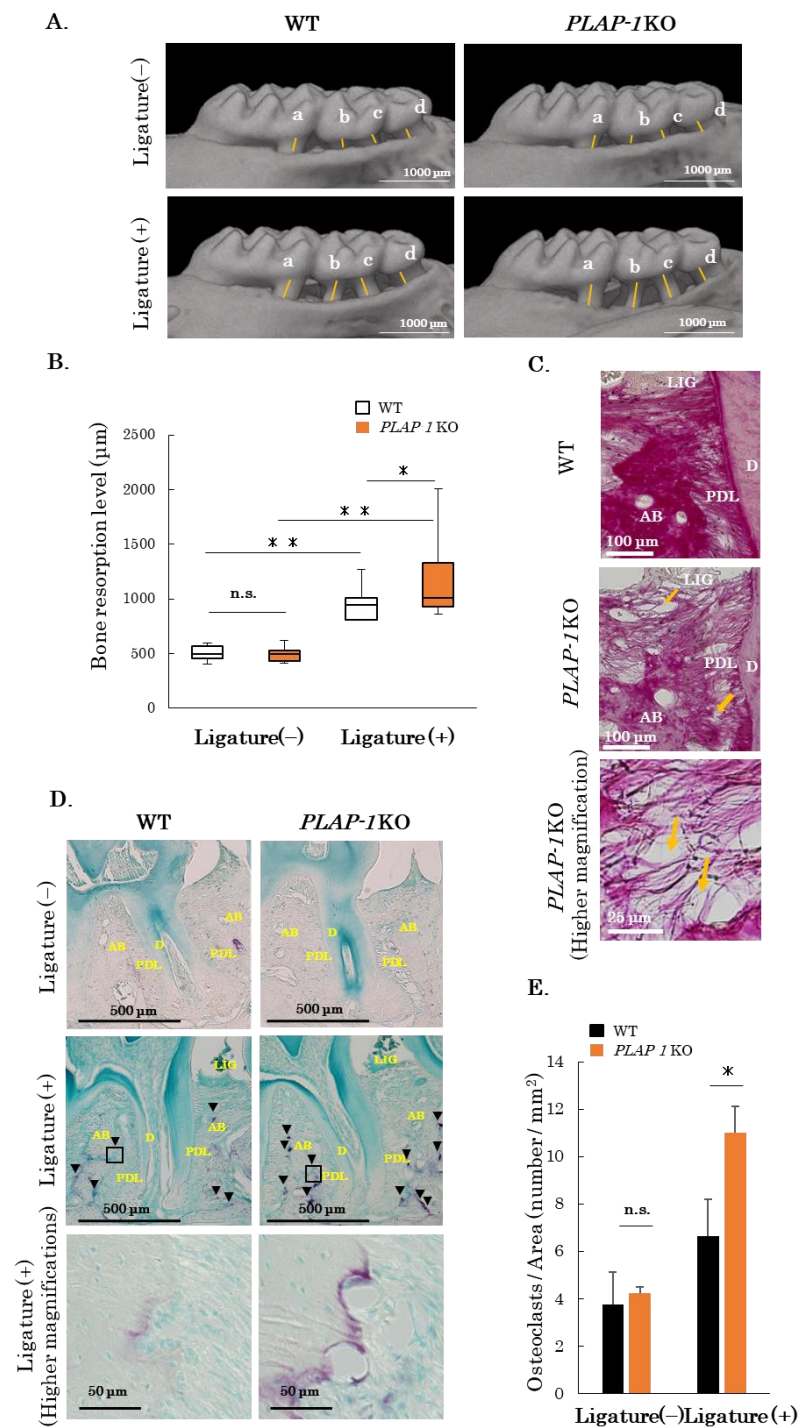 A.
WT
PLAP-1KO
Ligature(–)
a b c d
1000 µm
a b c d
1000 µm
Ligature (+)
a b c d
1000 µm
a b c d
1000 µm
B.
WT
PLAP 1 KO
Bone resorption level (µm)
2500
2000
1500
1000
500
0
n.s.
* *
* *
*
Ligature(–)
Ligature (+)
C.
WT
LIG
D
PDL
AB
100 µm
PLAP-1KO
LIG
PDL
D
AB
100 µm
PLAP-1KO
(Higher magnification)
25 µm
D.
WT
PLAP-1KO
Ligature(–)
AB
D
AB
PDL
PDL
500 µm
AB
D
AB
PDL
PDL
500 µm
Ligature (+)
LIG
AB
AB
D
PDL
PDL
500 µm
LIG
AB
AB
D
PDL
PDL
500 µm
Ligature (+)
(Higher magnifications)
50 µm
50 µm
E.
WT
PLAP 1 KO
Osteoclasts / Area (number / mm²)
14
12
10
8
6
4
2
0
n.s.
*
Ligature(–)
Ligature (+)